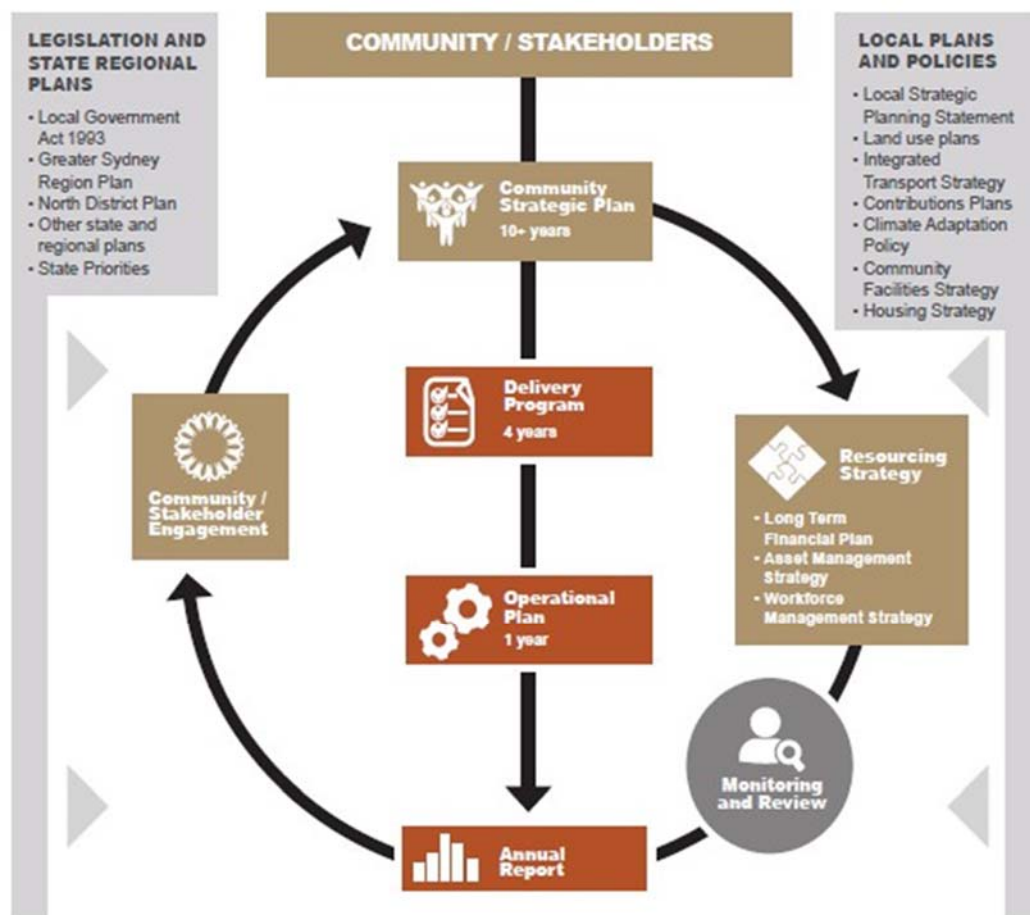 LEGISLATION AND
STATE REGIONAL
PLANS
▪ Local Government
Act 1993
▪ Greater Sydney
Region Plan
▪ North District Plan
▪ Other state and
regional plans
▪ State Priorities
COMMUNITY / STAKEHOLDERS
LOCAL PLANS
AND POLICIES
▪ Local Strategic
Planning Statement
▪ Land use plans
▪ Integrated
Transport Strategy
▪ Contributions Plans
▪ Climate Adaptation
Policy
▪ Community
Facilities Strategy
▪ Housing Strategy
Community
Strategic Plan
10+ years
Delivery
Program
4 years
Community /
Stakeholder
Engagement
Resourcing
Strategy
- Long Term
Financial Plan
- Asset Management
Strategy
- Workforce
Management Strategy
Operational
Plan
1 year
Monitoring
and Review
Annual
Report